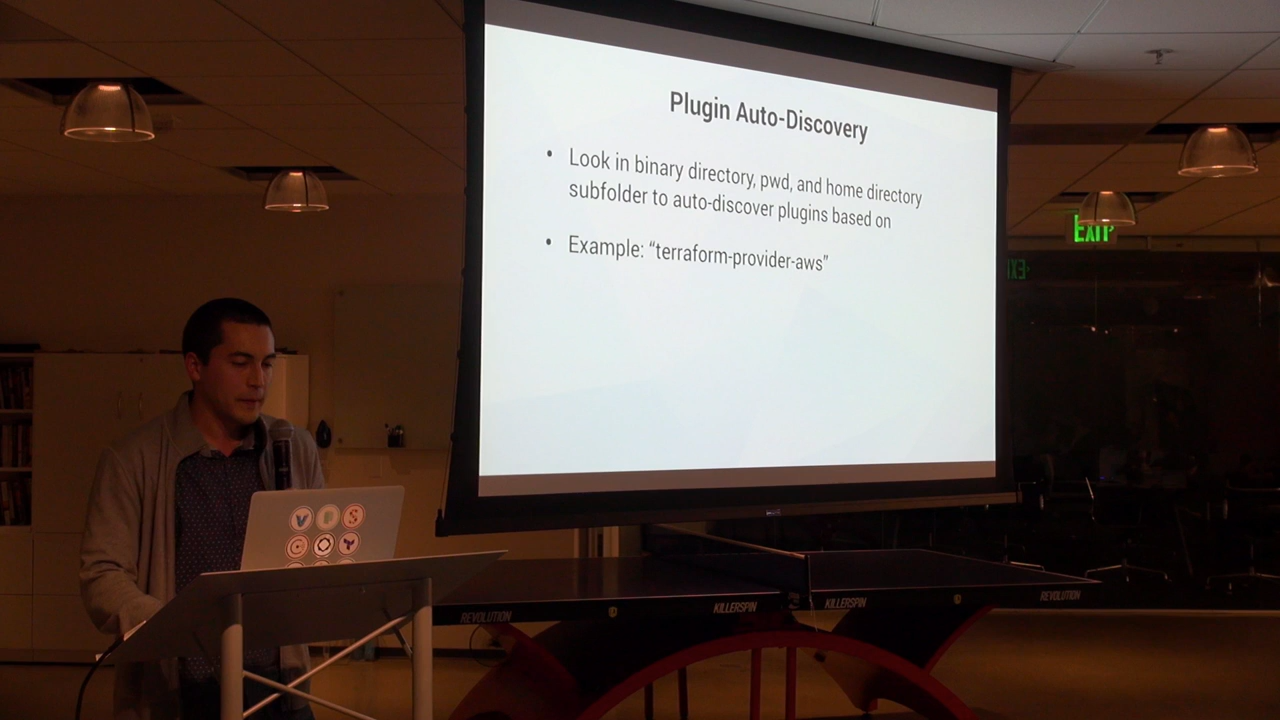 Plugin Auto-Discovery
• Look in binary directory, pwd, and home directory
subfolder to auto-discover plugins based on
• Example: “terraform-provider-aws”
EXIT
EXIT
REVOLUTION
KILLERSPIN
KILLERSPIN
REVOLUTION